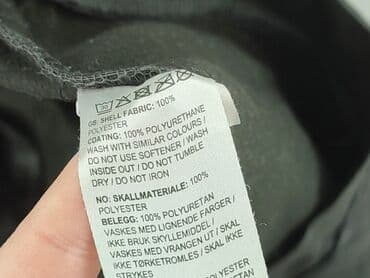 GB: SHELL FABRIC: 100%
POLYESTER
COATING: 100% POLYURETHANE
WASH WITH SIMILAR COLOURS /
DO NOT USE SOFTENER / WASH
INSIDE OUT / DO NOT TUMBLE
DRY / DO NOT IRON
NO: SKALLMATERIALE: 100%
POLYESTER
BELEGG: 100% POLYURETAN
VASKES MED LIGNENDE FARGER /
IKKE BRUK SKYLLEMIDDEL /
VASKES MED VRANGEN UT / SKAL
IKKE TØRKETROMLES / SKAL IKKE
STRYKES